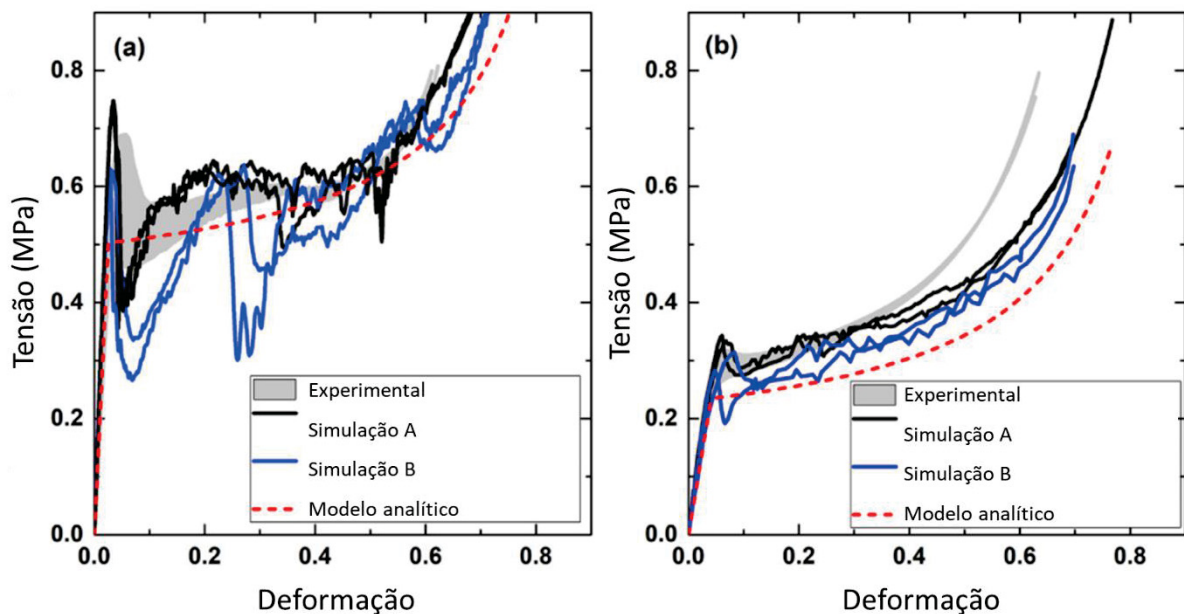 (a)
Tensão (MPa)
0.8
0.6
0.4
0.2
0.0
Experimental
Simulação A
Simulação B
Modelo analítico
0.0 0.2 0.4 0.6 0.8
Deformação
(b)
Tensão (MPa)
0.8
0.6
0.4
0.2
0.0
Experimental
Simulação A
Simulação B
Modelo analítico
0.0 0.2 0.4 0.6 0.8
Deformação